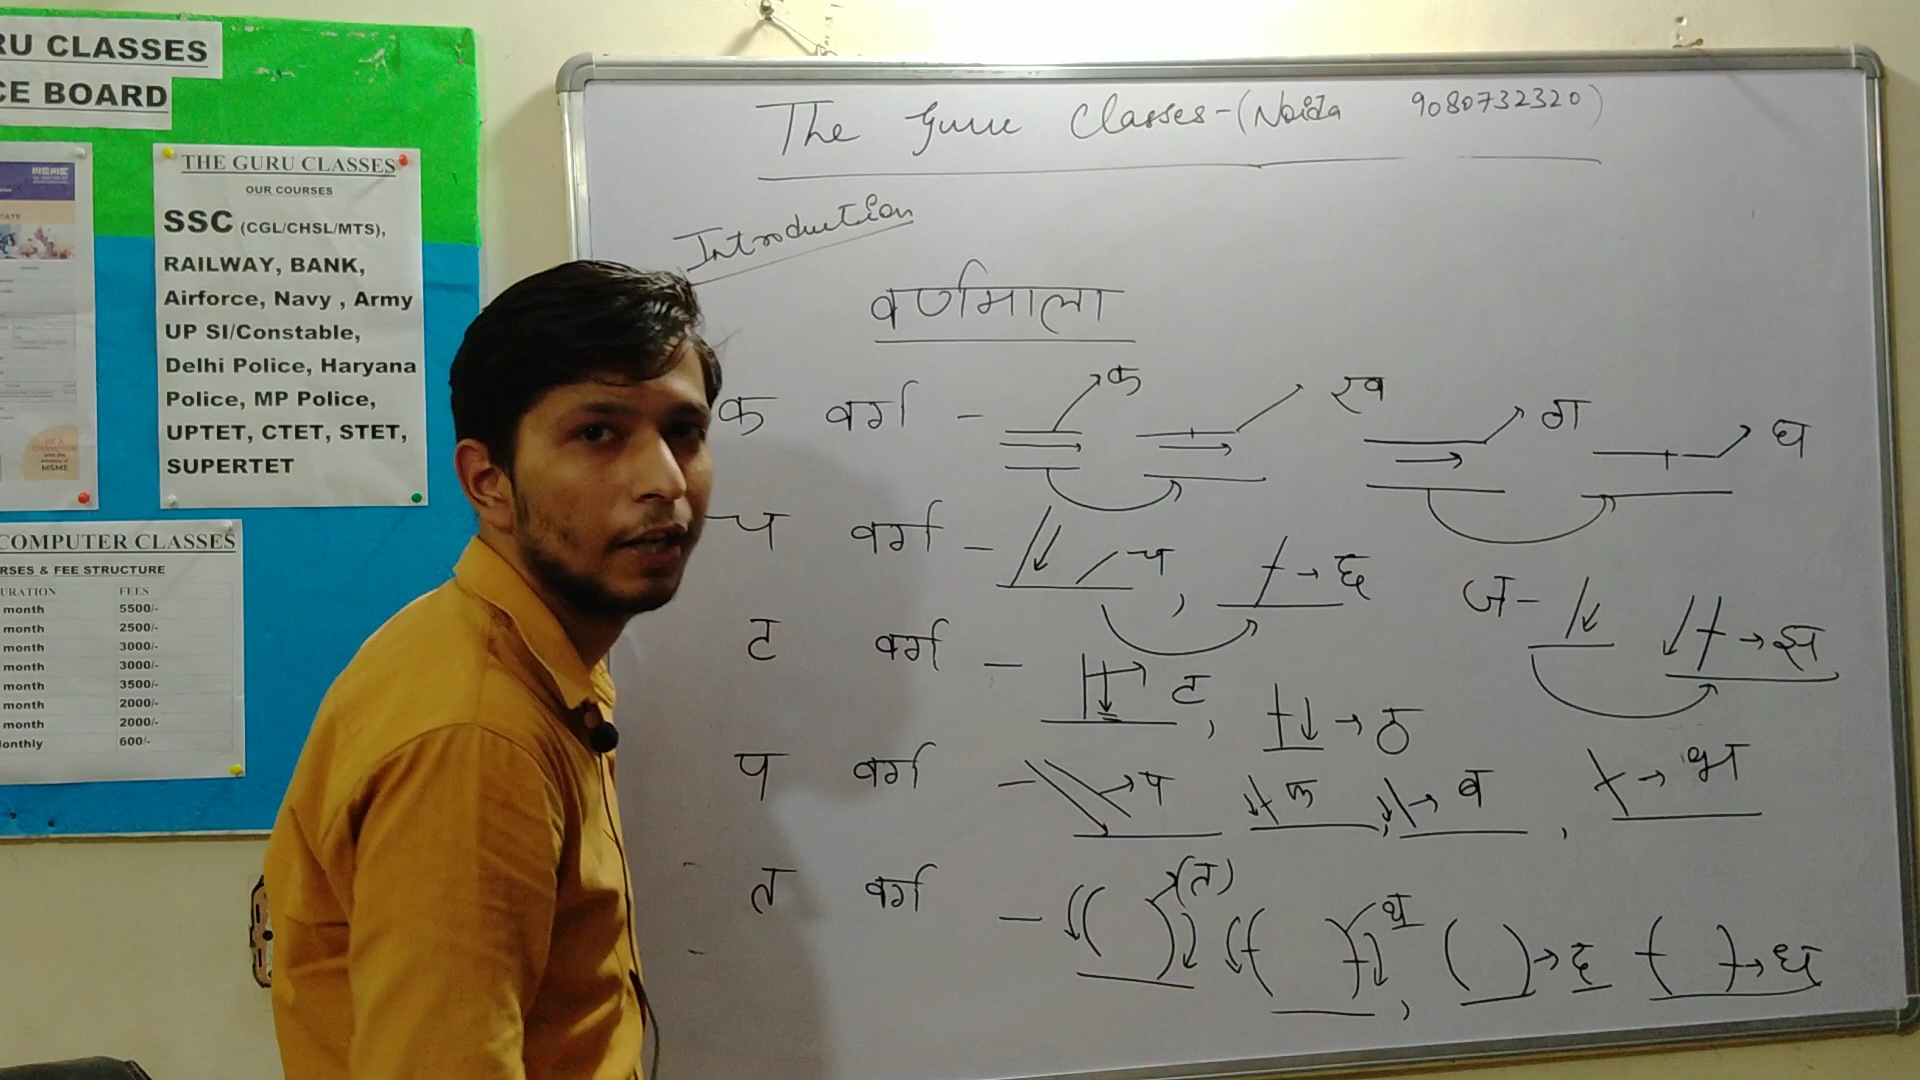 RU CLASSES
CE BOARD
THE GURU CLASSES
OUR COURSES
SSC (CGL/CHSL/MTS),
RAILWAY, BANK,
Airforce, Navy , Army
UP SI/Constable,
Delhi Police, Haryana
Police, MP Police,
UPTET, CTET, STET,
SUPERTET
MSME
CATE
MSME
COMPUTER CLASSES
RSES & FEE STRUCTURE
URATION FEES
month 5500/-
month 2500/-
month 3000/-
month 3000/-
month 3500/-
month 2000/-
month 2000/-
onthly 600/-
The Guru Classes-(Noida 9080732320)
Introduction
वर्णमाला
क वर्ग - क ख ग घ
च वर्ग - च , छ ज - झ
ट वर्ग - ट , ठ
प वर्ग - प फ , ब , भ
त वर्ग - (त) थ , द ध